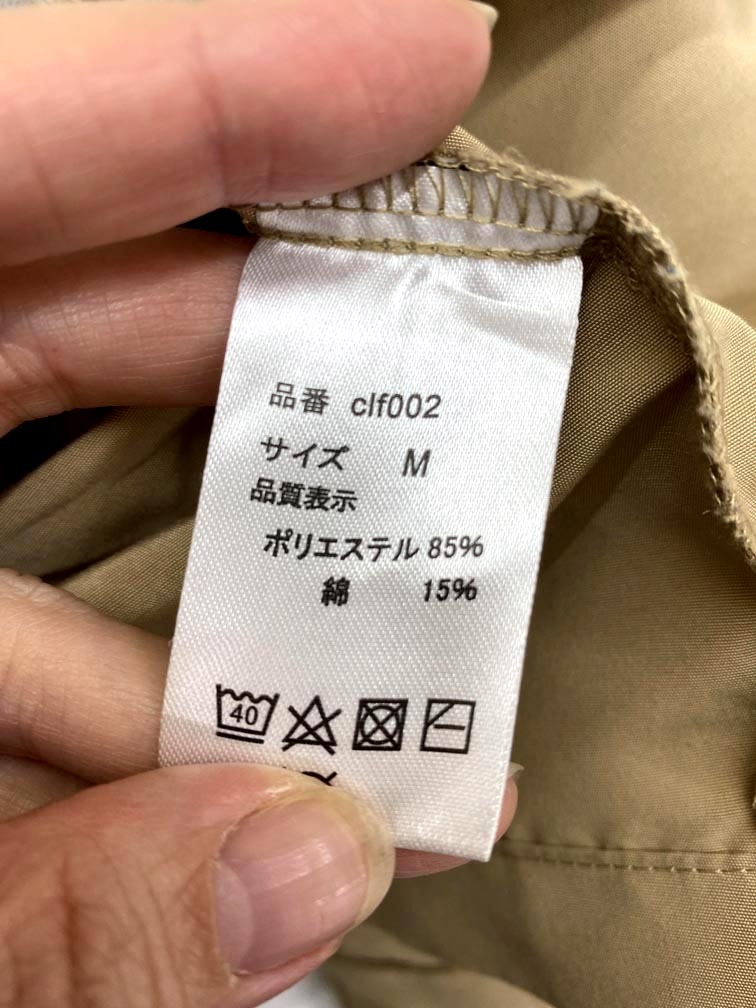 品番 clf002
サイズ M
品質表示
ポリエステル 85%
綿 15%
40